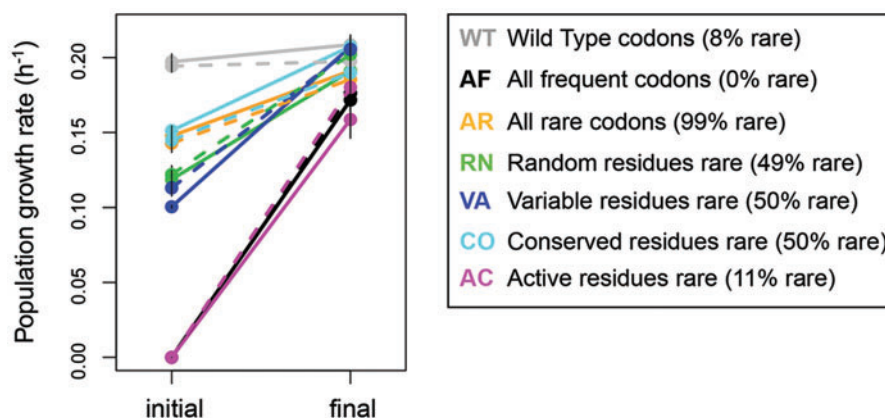 Population growth rate (h⁻¹)
0.20
0.15
0.10
0.05
0.00
initial final
WT Wild Type codons (8% rare)
AF All frequent codons (0% rare)
AR All rare codons (99% rare)
RN Random residues rare (49% rare)
VA Variable residues rare (50% rare)
CO Conserved residues rare (50% rare)
AC Active residues rare (11% rare)